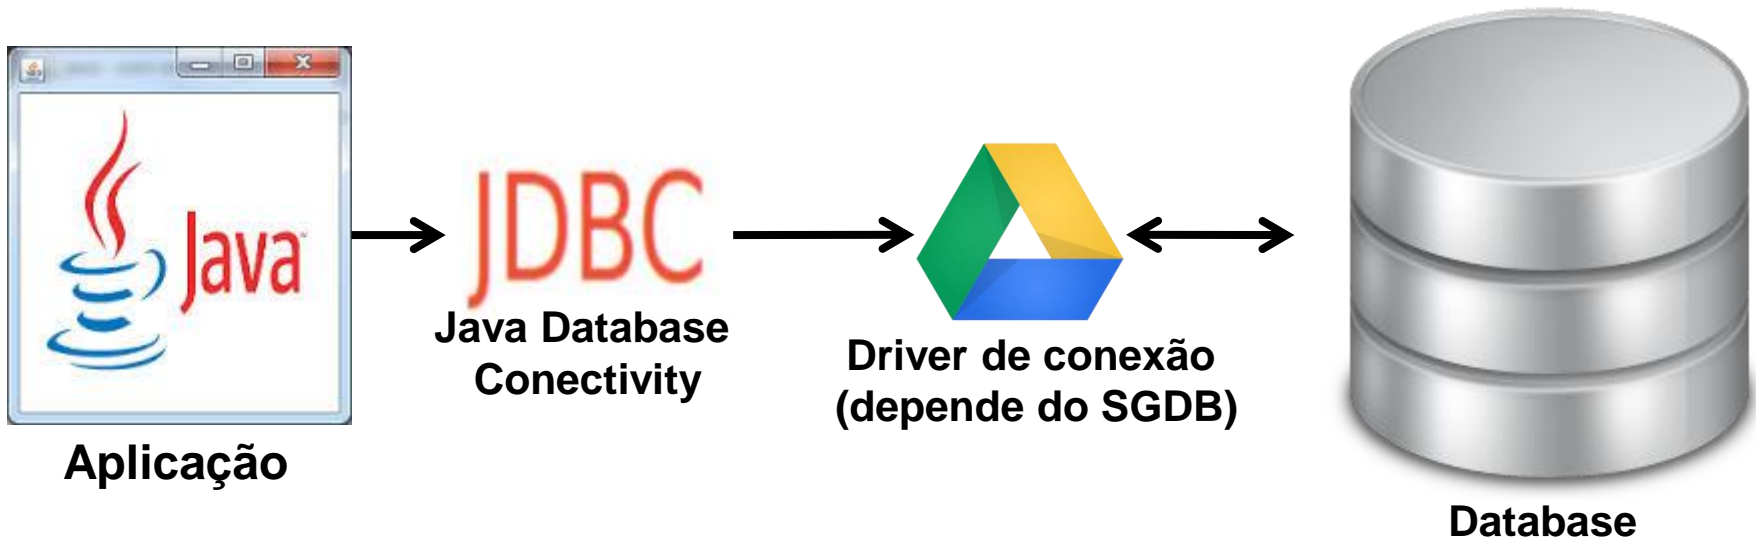 Java
JDBC
Java Database
Conectivity
Driver de conexão
(depende do SGDB)
Aplicação
Database